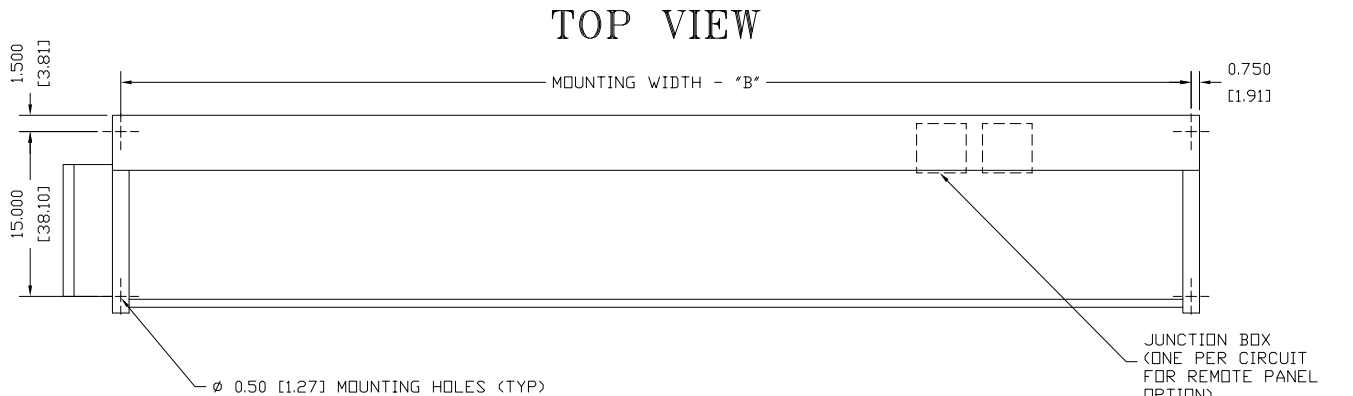 TOP VIEW
1.500
[3.81]
MOUNTING WIDTH - "B"
0.750
[1.91]
15.000
[38.10]
JUNCTION BOX
(ONE PER CIRCUIT
FOR REMOTE PANEL
OPTION)
ø 0.50 [1.27] MOUNTING HOLES (TYP)